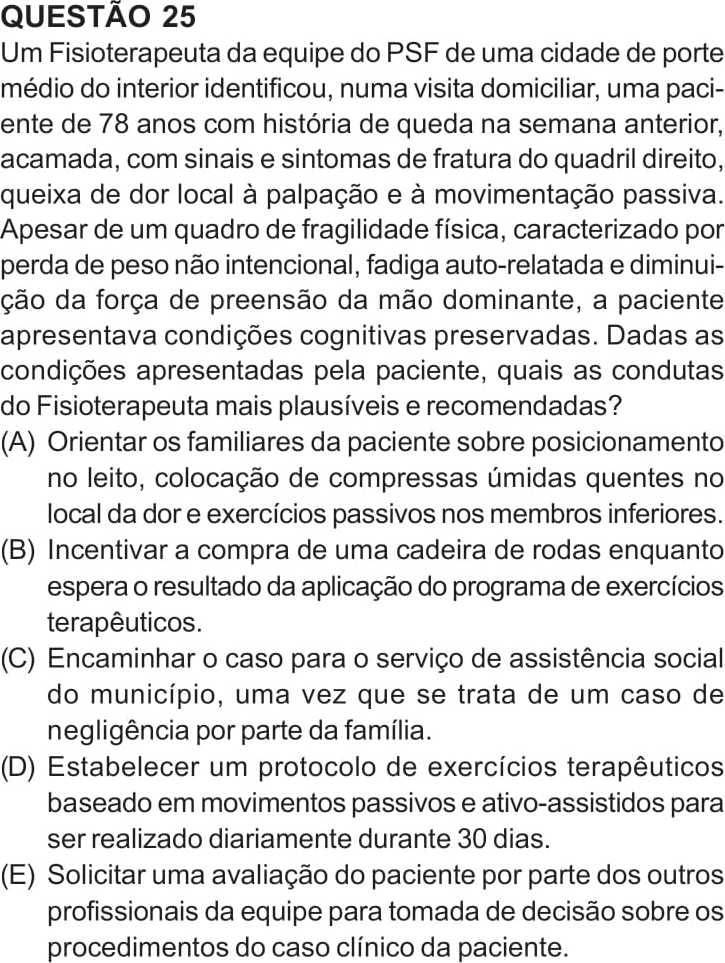 QUESTÃO 25
Um Fisioterapeuta da equipe do PSF de uma cidade de porte
médio do interior identificou, numa visita domiciliar, uma paci-
ente de 78 anos com história de queda na semana anterior,
acamada, com sinais e sintomas de fratura do quadril direito,
queixa de dor local à palpação e à movimentação passiva.
Apesar de um quadro de fragilidade física, caracterizado por
perda de peso não intencional, fadiga auto-relatada e diminui-
ção da força de preensão da mão dominante, a paciente
apresentava condições cognitivas preservadas. Dadas as
condições apresentadas pela paciente, quais as condutas
do Fisioterapeuta mais plausíveis e recomendadas?
(A) Orientar os familiares da paciente sobre posicionamento
no leito, colocação de compressas úmidas quentes no
local da dor e exercícios passivos nos membros inferiores.
(B) Incentivar a compra de uma cadeira de rodas enquanto
espera o resultado da aplicação do programa de exercícios
terapêuticos.
(C) Encaminhar o caso para o serviço de assistência social
do município, uma vez que se trata de um caso de
negligência por parte da família.
(D) Estabelecer um protocolo de exercícios terapêuticos
baseado em movimentos passivos e ativo-assistidos para
ser realizado diariamente durante 30 dias.
(E) Solicitar uma avaliação do paciente por parte dos outros
profissionais da equipe para tomada de decisão sobre os
procedimentos do caso clínico da paciente.